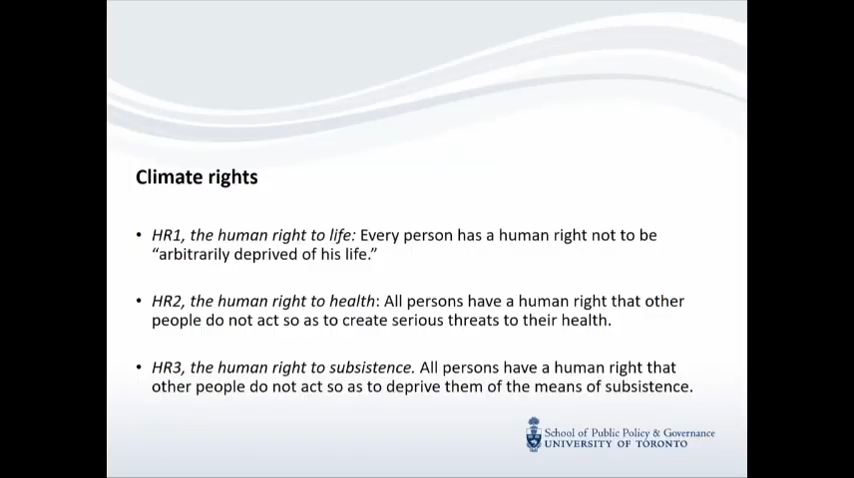 Climate rights
• HR1, the human right to life: Every person has a human right not to be
“arbitrarily deprived of his life.”
• HR2, the human right to health: All persons have a human right that other
people do not act so as to create serious threats to their health.
• HR3, the human right to subsistence. All persons have a human right that
other people do not act so as to deprive them of the means of subsistence.
School of Public Policy & Governance
UNIVERSITY OF TORONTO